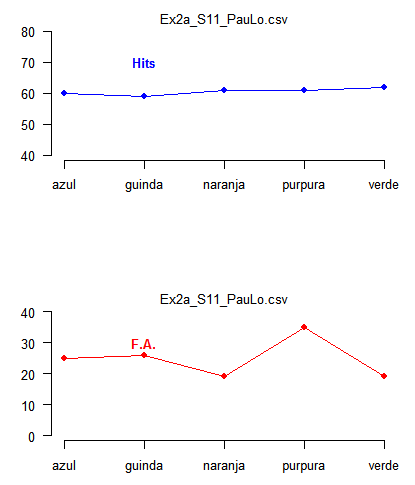 Ex2a_S11_PauLo.csv
80
70
Hits
60
50
40
azul guinda naranja purpura verde
Ex2a_S11_PauLo.csv
40
30
F.A.
20
10
0
azul guinda naranja purpura verde